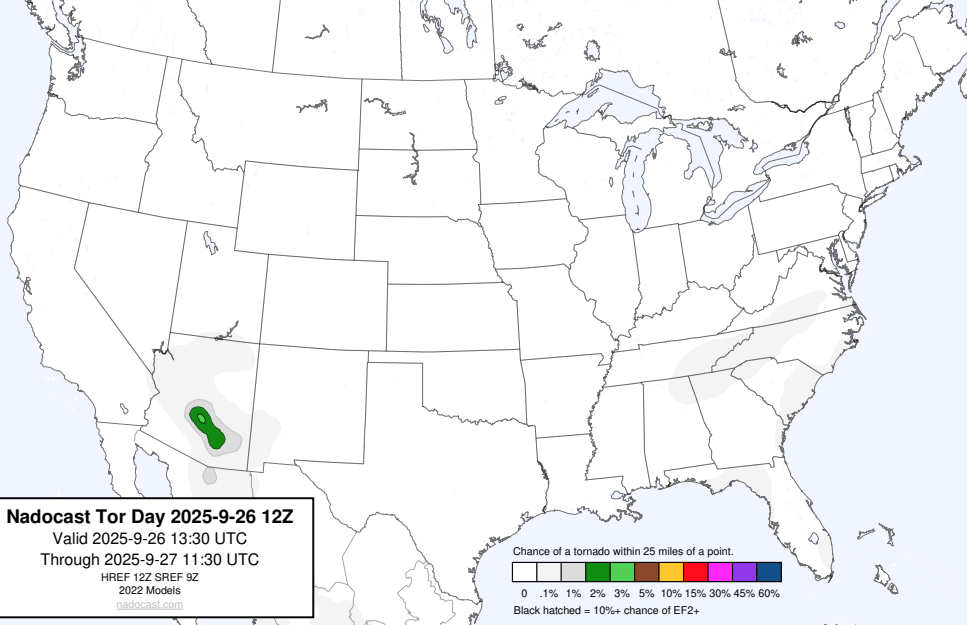 Nadocast Tor Day 2025-9-26 12Z
Valid 2025-9-26 13:30 UTC
Through 2025-9-27 11:30 UTC
HREF 12Z SREF 9Z
2022 Models
nadocast.com
Chance of a tornado within 25 miles of a point.
0 .1% 1% 2% 3% 5% 10% 15% 30% 45% 60%
Black hatched = 10%+ chance of EF2+